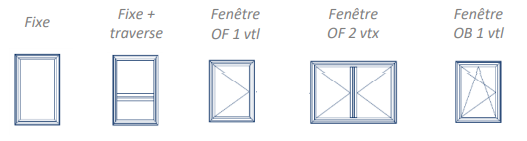 Fixe
Fixe +
traverse
Fenêtre
OF 1 vtl
Fenêtre
OF 2 vtx
Fenêtre
OB 1 vtl